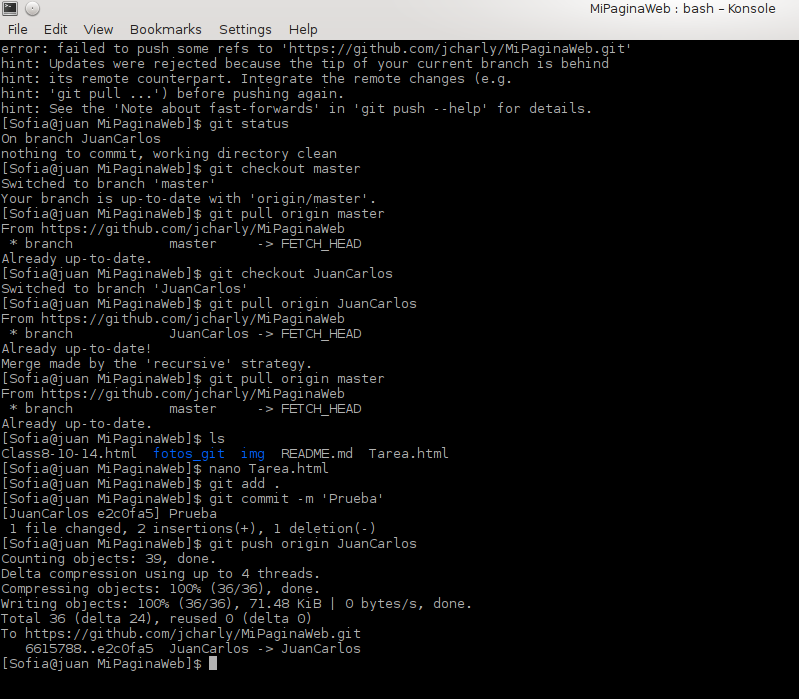 MiPaginaWeb : bash – Konsole
File Edit View Bookmarks Settings Help
error: failed to push some refs to 'https://github.com/jcharly/MiPaginaWeb.git'
hint: Updates were rejected because the tip of your current branch is behind
hint: its remote counterpart. Integrate the remote changes (e.g.
hint: 'git pull ...') before pushing again.
hint: See the 'Note about fast-forwards' in 'git push --help' for details.
[Sofia@juan MiPaginaWeb]$ git status
On branch JuanCarlos
nothing to commit, working directory clean
[Sofia@juan MiPaginaWeb]$ git checkout master
Switched to branch 'master'
Your branch is up-to-date with 'origin/master'.
[Sofia@juan MiPaginaWeb]$ git pull origin master
From https://github.com/jcharly/MiPaginaWeb
 * branch            master     -> FETCH_HEAD
Already up-to-date.
[Sofia@juan MiPaginaWeb]$ git checkout JuanCarlos
Switched to branch 'JuanCarlos'
[Sofia@juan MiPaginaWeb]$ git pull origin JuanCarlos
From https://github.com/jcharly/MiPaginaWeb
 * branch            JuanCarlos -> FETCH_HEAD
Already up-to-date!
Merge made by the 'recursive' strategy.
[Sofia@juan MiPaginaWeb]$ git pull origin master
From https://github.com/jcharly/MiPaginaWeb
 * branch            master     -> FETCH_HEAD
Already up-to-date.
[Sofia@juan MiPaginaWeb]$ ls
Class8-10-14.html  fotos_git  img  README.md  Tarea.html
[Sofia@juan MiPaginaWeb]$ nano Tarea.html
[Sofia@juan MiPaginaWeb]$ git add .
[Sofia@juan MiPaginaWeb]$ git commit -m 'Prueba'
[JuanCarlos e2c0fa5] Prueba
 1 file changed, 2 insertions(+), 1 deletion(-)
[Sofia@juan MiPaginaWeb]$ git push origin JuanCarlos
Counting objects: 39, done.
Delta compression using up to 4 threads.
Compressing objects: 100% (36/36), done.
Writing objects: 100% (36/36), 71.48 KiB | 0 bytes/s, done.
Total 36 (delta 24), reused 0 (delta 0)
To https://github.com/jcharly/MiPaginaWeb.git
   6615788..e2c0fa5  JuanCarlos -> JuanCarlos
[Sofia@juan MiPaginaWeb]$